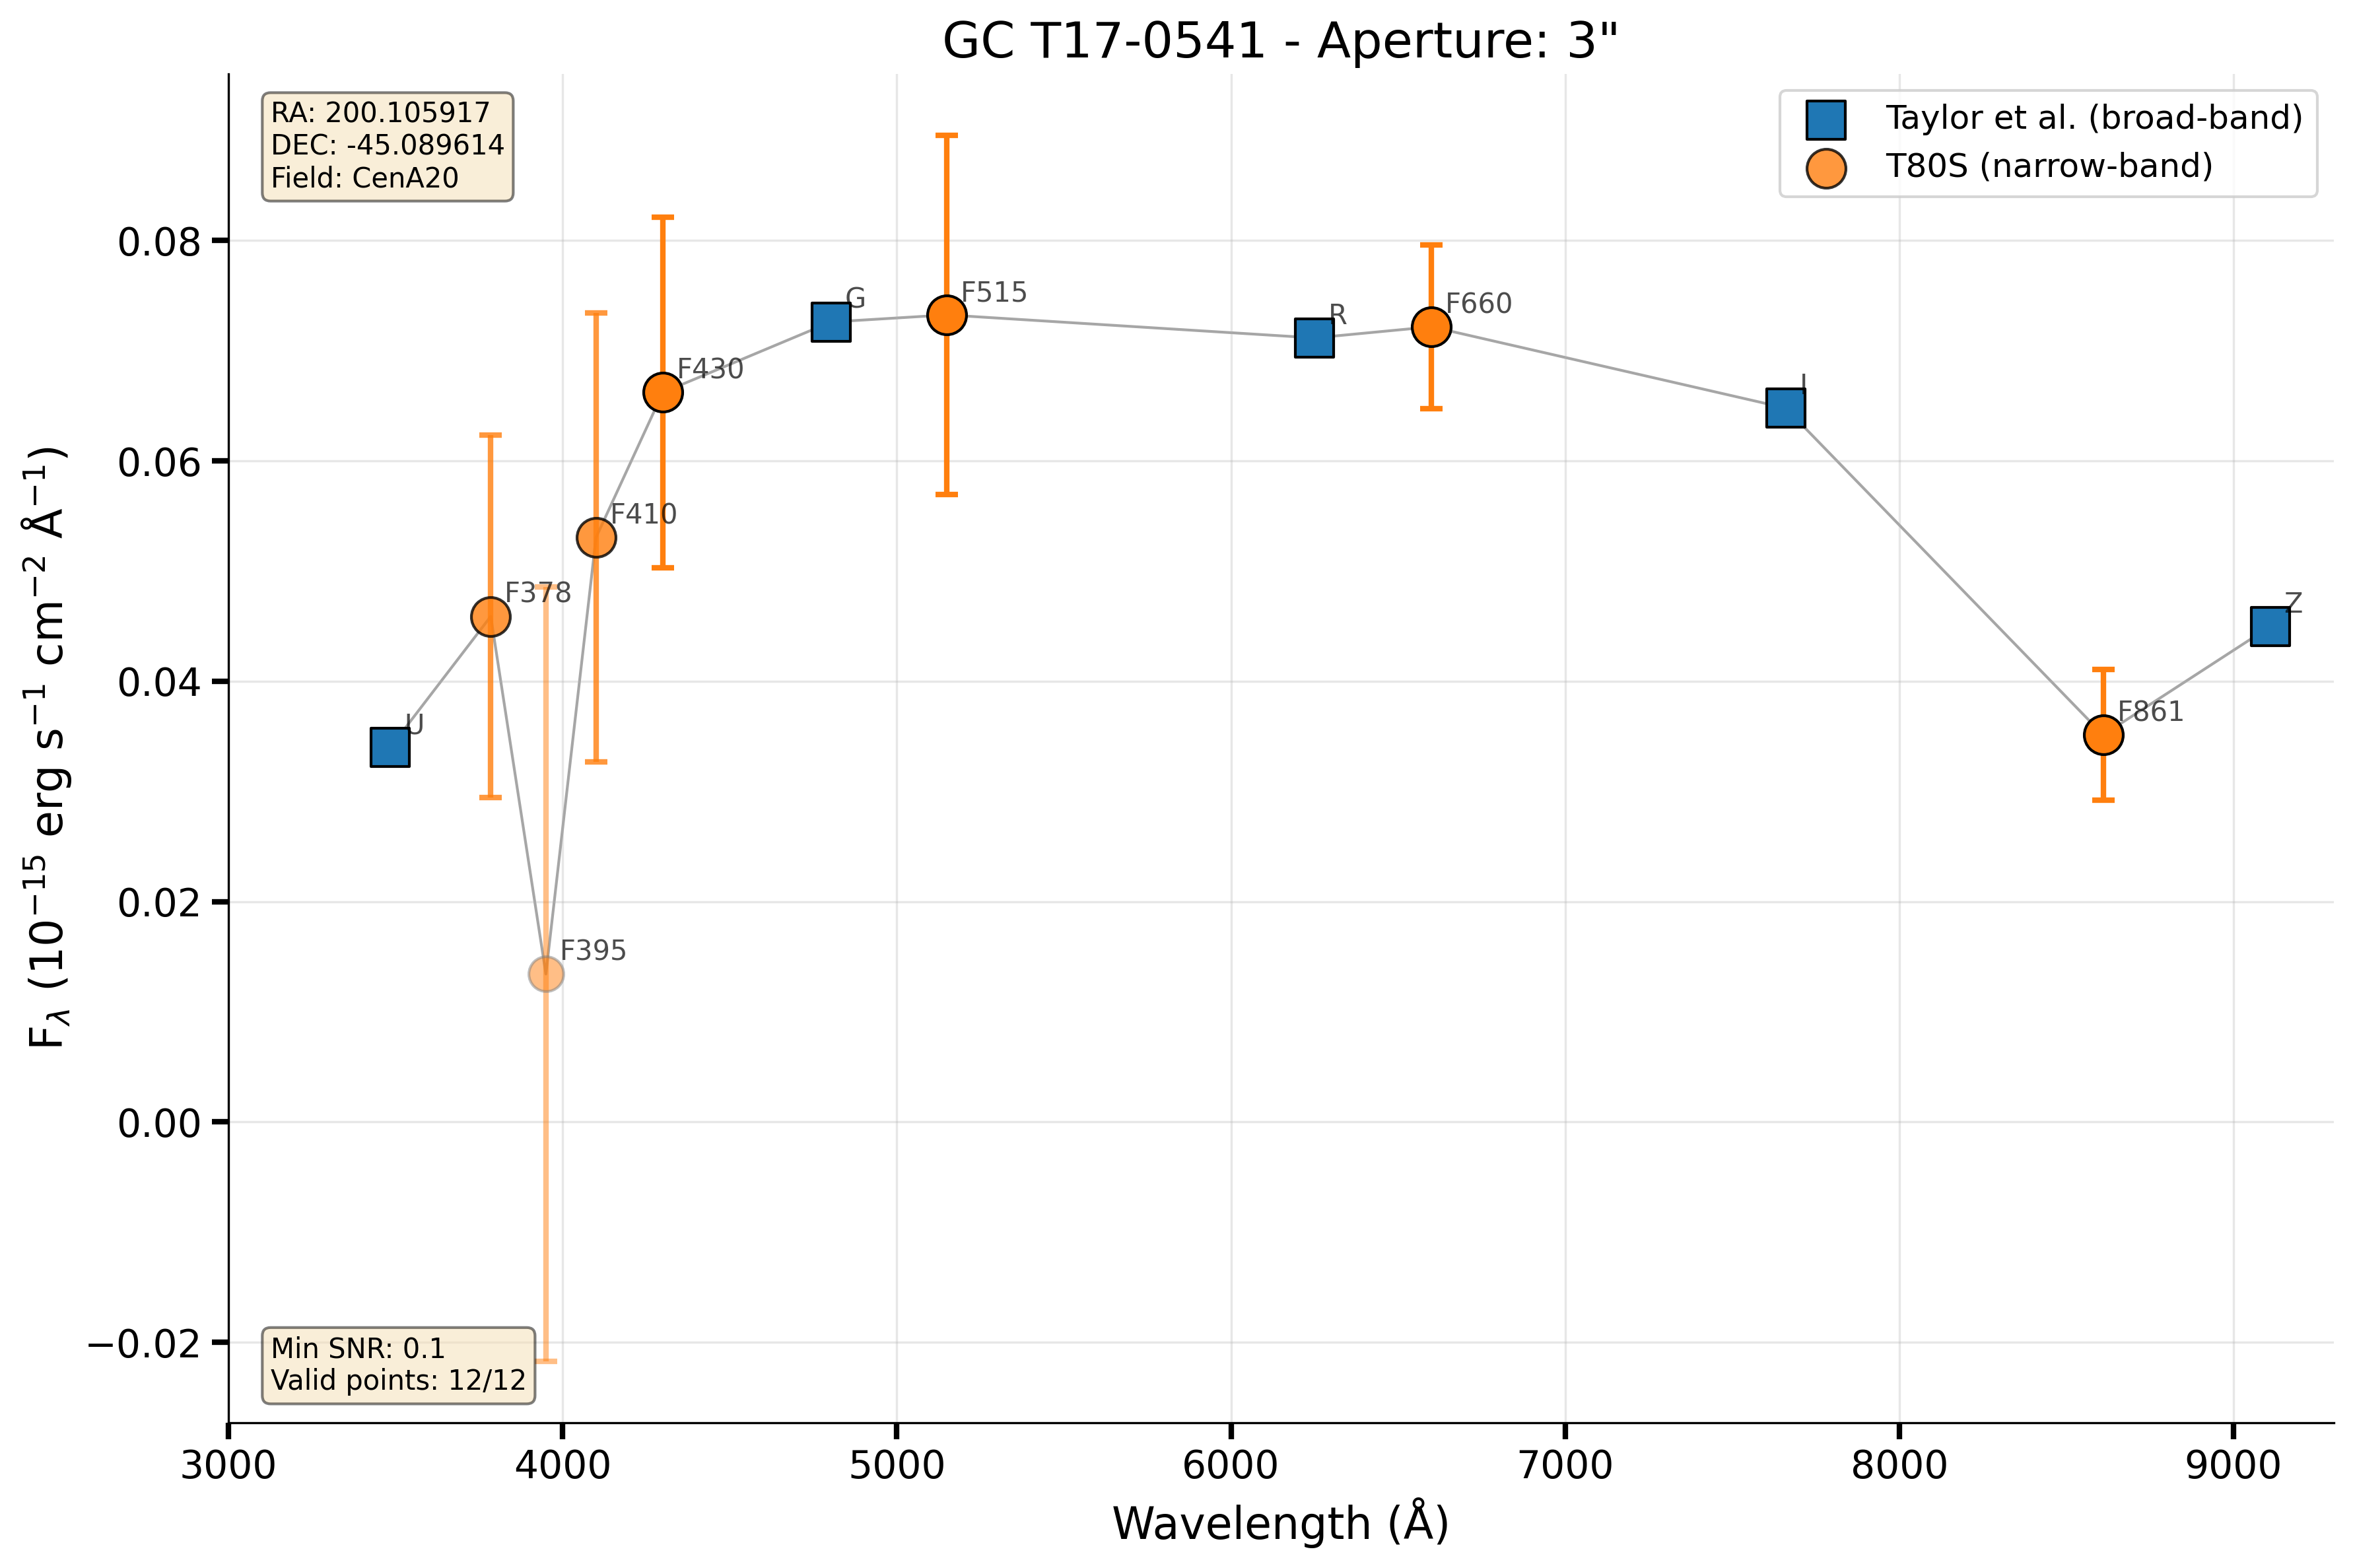 GC T17-0541 - Aperture: 3"
RA: 200.105917
DEC: -45.089614
Field: CenA20
Taylor et al. (broad-band)
T80S (narrow-band)
F_λ (10⁻¹⁵ erg s⁻¹ cm⁻² Å⁻¹)
0.08
0.06
0.04
0.02
0.00
−0.02
U
F378
F395
F410
F430
G
F515
R
F660
I
F861
Z
Min SNR: 0.1
Valid points: 12/12
3000 4000 5000 6000 7000 8000 9000
Wavelength (Å)